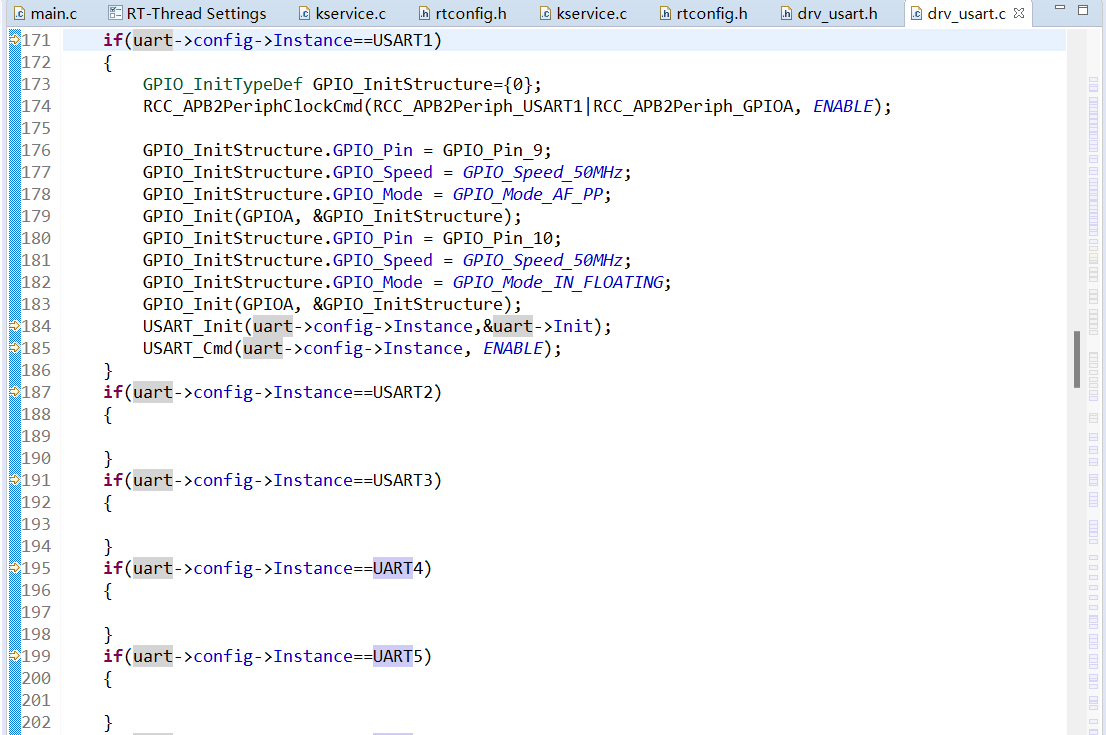 main.c RT-Thread Settings kservice.c rtconfig.h kservice.c rtconfig.h drv_usart.h drv_usart.c
171 if(uart->config->Instance==USART1)
172 {
173 GPIO_InitTypeDef GPIO_InitStructure={0};
174 RCC_APB2PeriphClockCmd(RCC_APB2Periph_USART1|RCC_APB2Periph_GPIOA, ENABLE);
175
176 GPIO_InitStructure.GPIO_Pin = GPIO_Pin_9;
177 GPIO_InitStructure.GPIO_Speed = GPIO_Speed_50MHz;
178 GPIO_InitStructure.GPIO_Mode = GPIO_Mode_AF_PP;
179 GPIO_Init(GPIOA, &GPIO_InitStructure);
180 GPIO_InitStructure.GPIO_Pin = GPIO_Pin_10;
181 GPIO_InitStructure.GPIO_Speed = GPIO_Speed_50MHz;
182 GPIO_InitStructure.GPIO_Mode = GPIO_Mode_IN_FLOATING;
183 GPIO_Init(GPIOA, &GPIO_InitStructure);
184 USART_Init(uart->config->Instance,&uart->Init);
185 USART_Cmd(uart->config->Instance, ENABLE);
186 }
187 if(uart->config->Instance==USART2)
188 {
189
190 }
191 if(uart->config->Instance==USART3)
192 {
193
194 }
195 if(uart->config->Instance==UART4)
196 {
197
198 }
199 if(uart->config->Instance==UART5)
200 {
201
202 }